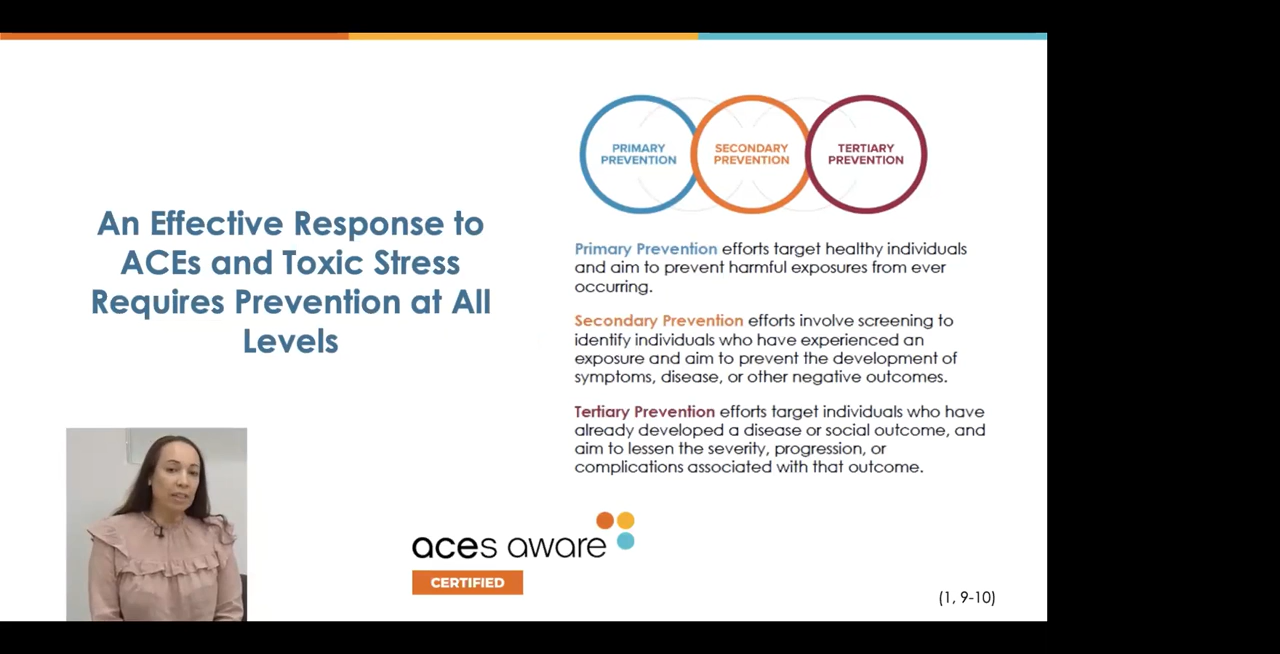 An Effective Response to
ACEs and Toxic Stress
Requires Prevention at All
Levels
PRIMARY
PREVENTION
SECONDARY
PREVENTION
TERTIARY
PREVENTION
Primary Prevention efforts target healthy individuals
and aim to prevent harmful exposures from ever
occurring.
Secondary Prevention efforts involve screening to
identify individuals who have experienced an
exposure and aim to prevent the development of
symptoms, disease, or other negative outcomes.
Tertiary Prevention efforts target individuals who have
already developed a disease or social outcome, and
aim to lessen the severity, progression, or
complications associated with that outcome.
aces aware
CERTIFIED
(1, 9-10)